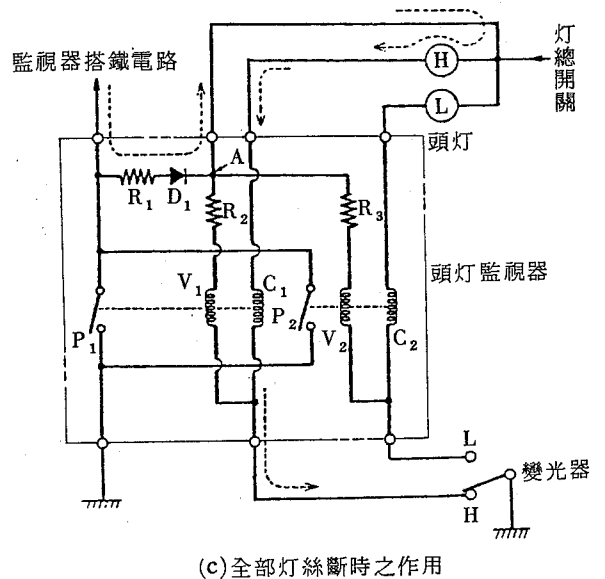 監視器搭鐵電路
灯總開關
H
L
頭灯
A
R1
D1
R2
R3
V1
C1
P1
P2
V2
C2
頭灯監視器
L
變光器
H
(c)全部灯絲斷時之作用